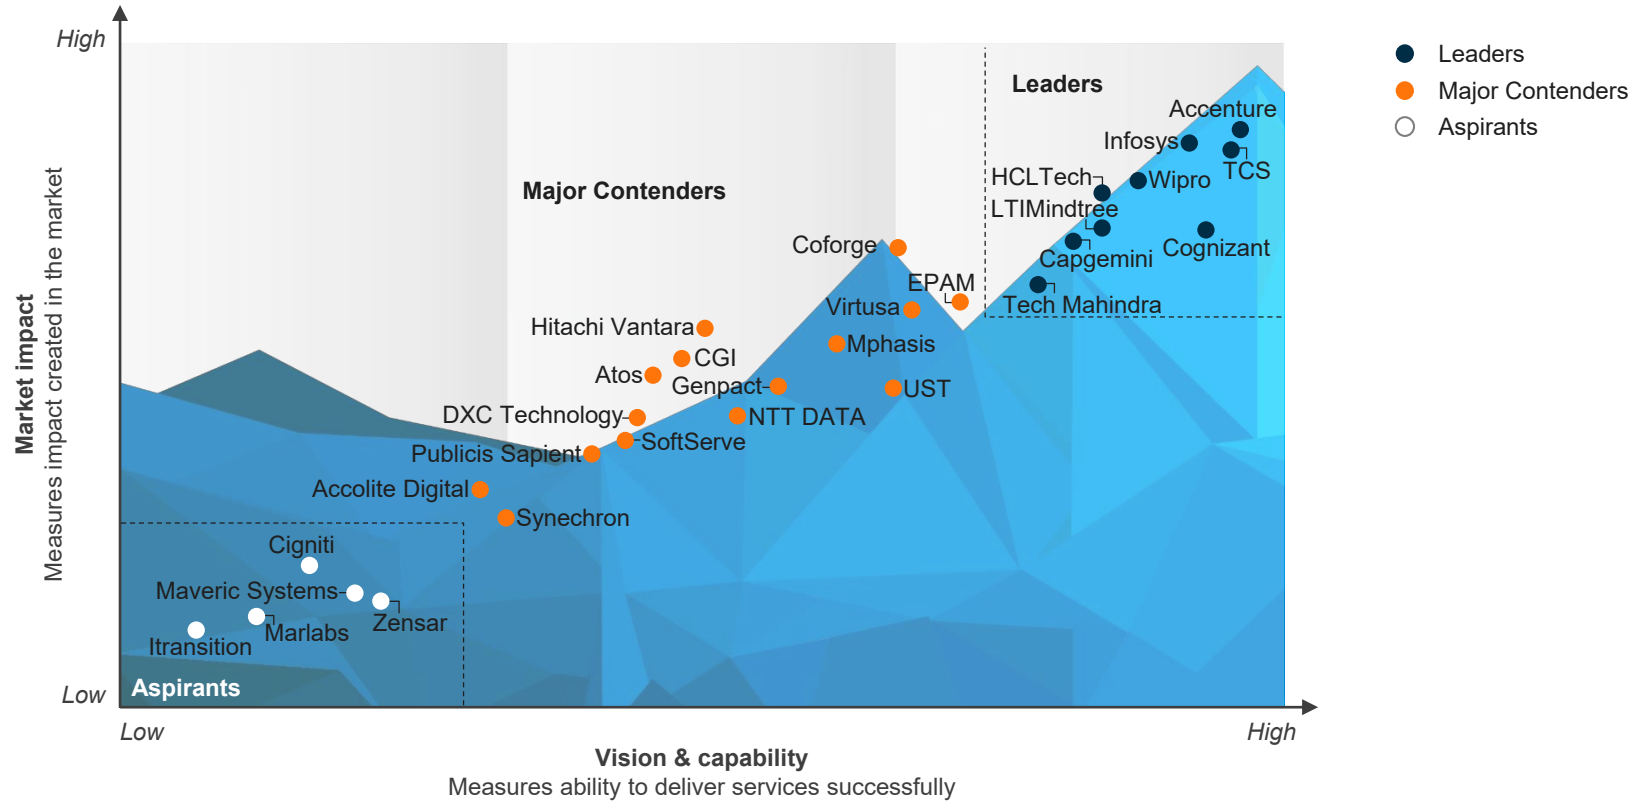 High
Leaders
Leaders
Major Contenders
Aspirants
Accenture
Infosys
TCS
HCLTech
Wipro
Major Contenders
LTIMindtree
Coforge
Cognizant
Capgemini
EPAM
Tech Mahindra
Virtusa
Hitachi Vantara
Mphasis
CGI
Atos
Genpact
UST
DXC Technology
NTT DATA
SoftServe
Publicis Sapient
Accolite Digital
Synechron
Cigniti
Maveric Systems
Zensar
Marlabs
Itransition
Aspirants
Market impact
Measures impact created in the market
Low
Low
High
Vision & capability
Measures ability to deliver services successfully